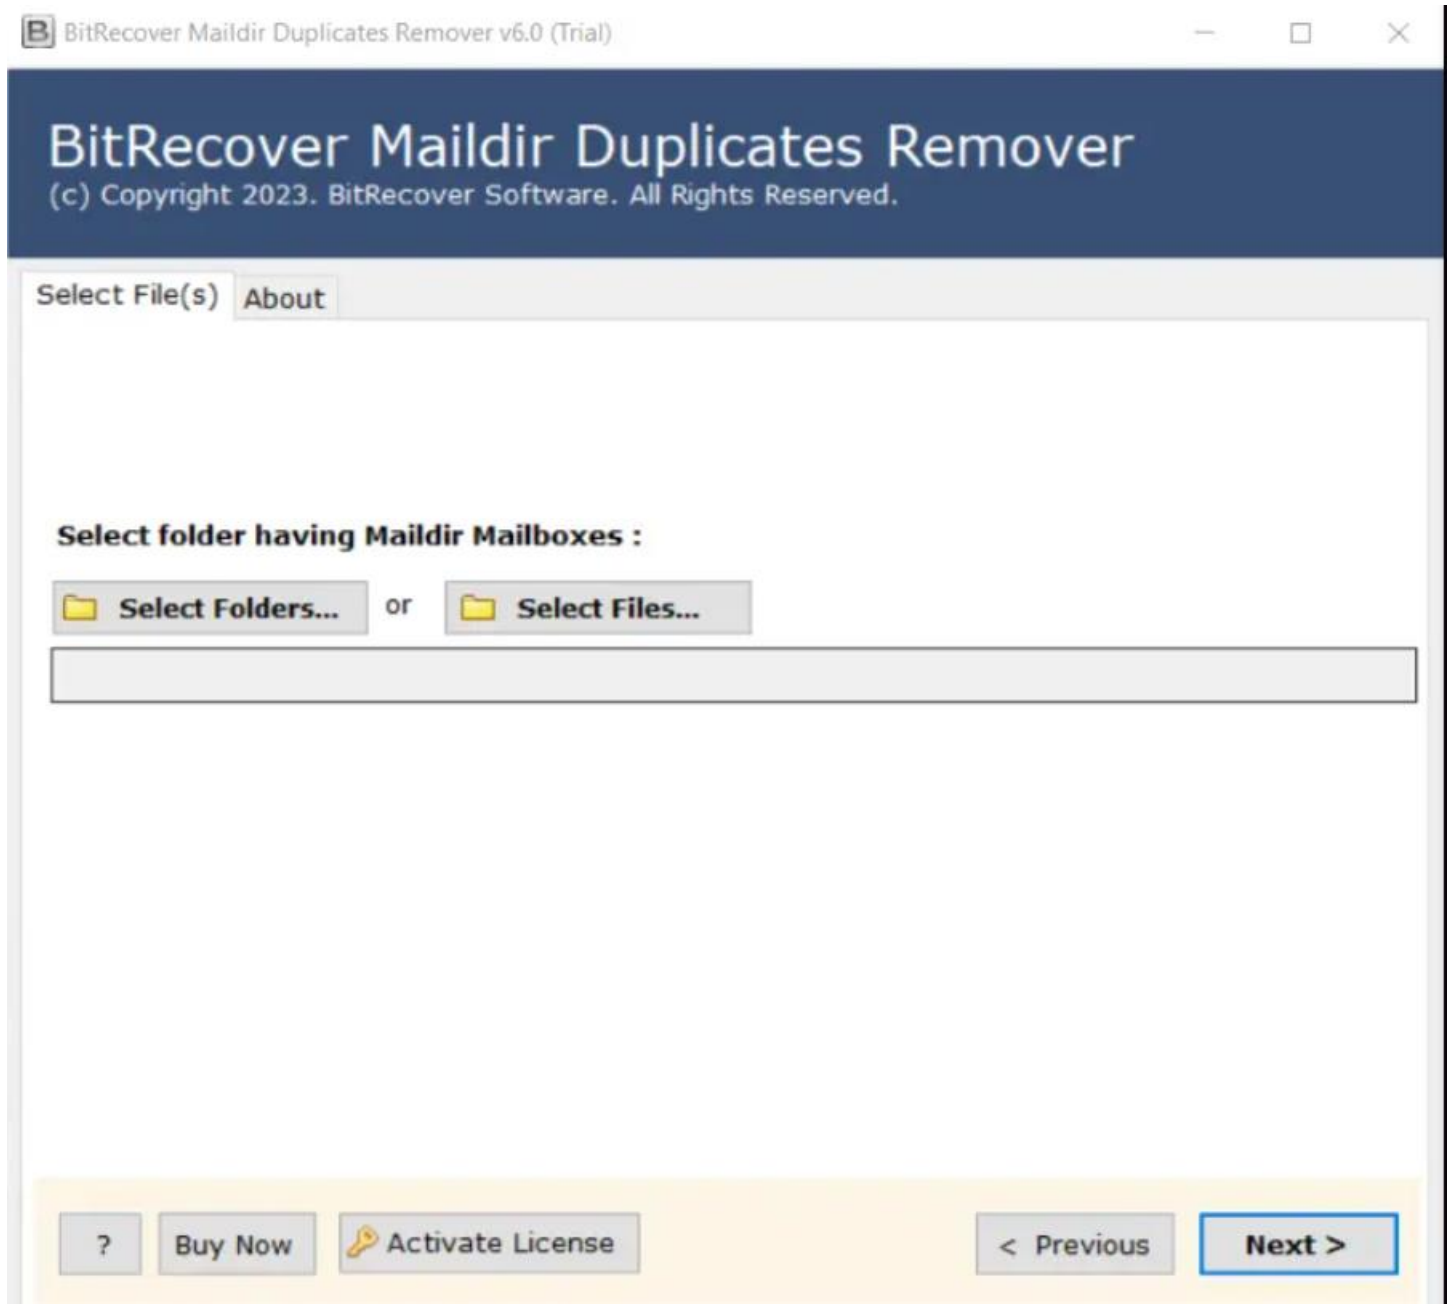 B BitRecover Maildir Duplicates Remover v6.0 (Trial)
BitRecover Maildir Duplicates Remover
(c) Copyright 2023. BitRecover Software. All Rights Reserved.
Select File(s) About
Select folder having Maildir Mailboxes :
Select Folders... or Select Files...
? Buy Now Activate License < Previous Next >